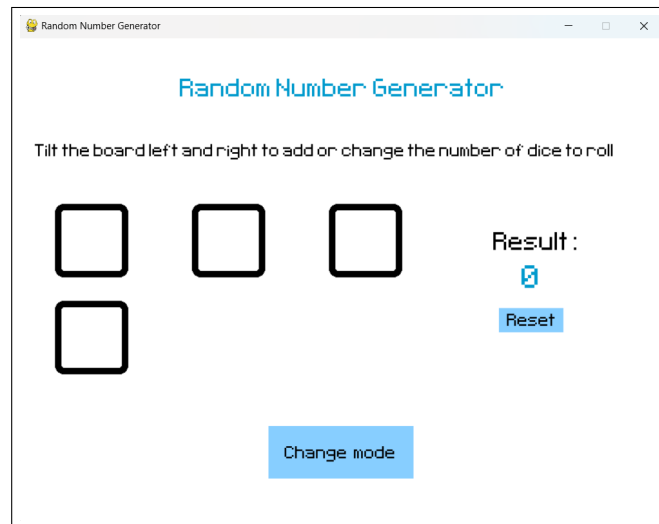 Random Number Generator
Random Number Generator
Tilt the board left and right to add or change the number of dice to roll
Result :
0
Reset
Change mode